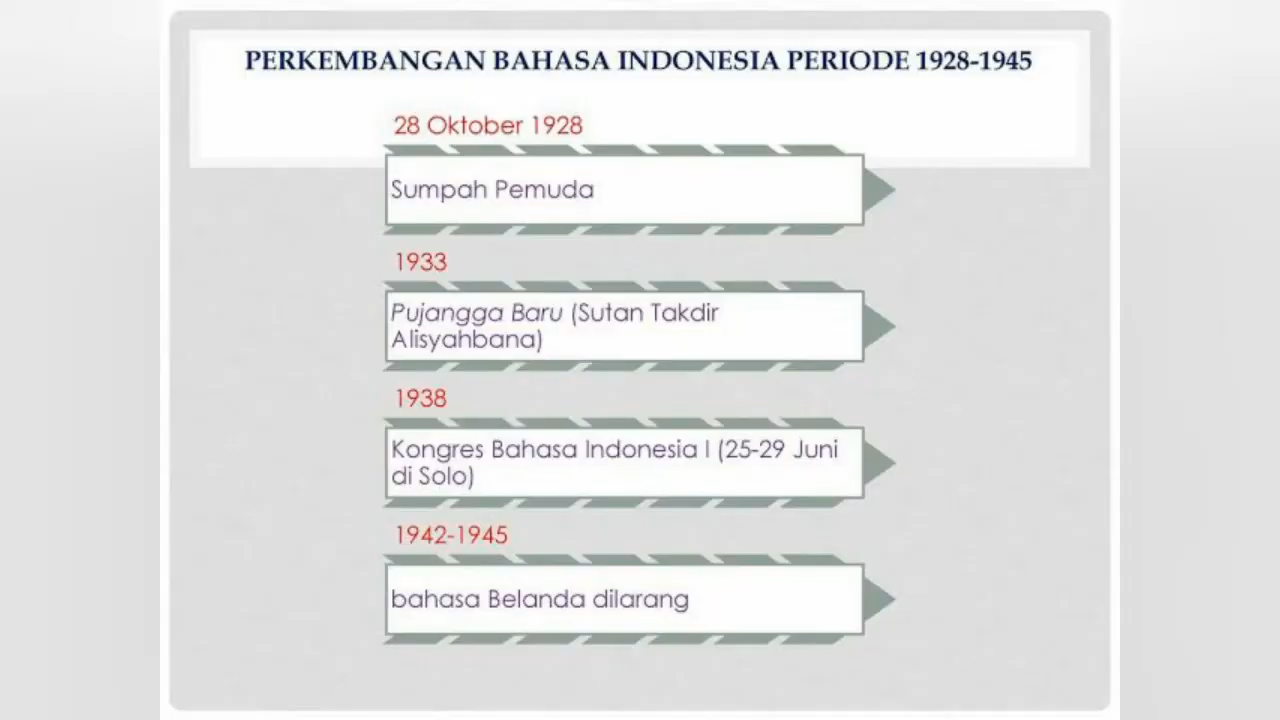 PERKEMBANGAN BAHASA INDONESIA PERIODE 1928-1945
28 Oktober 1928
Sumpah Pemuda
1933
Pujangga Baru (Sutan Takdir
Alisyahbana)
1938
Kongres Bahasa Indonesia I (25-29 Juni
di Solo)
1942-1945
bahasa Belanda dilarang